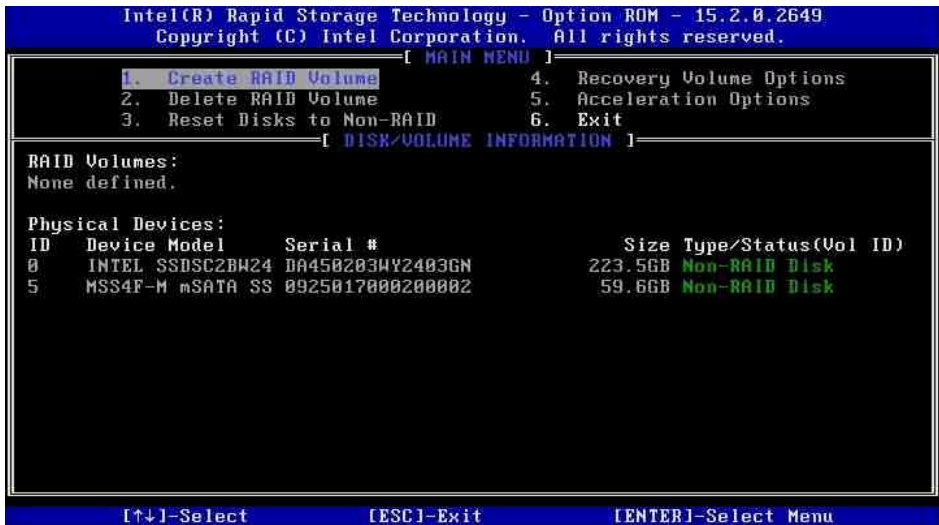 Intel(R) Rapid Storage Technology - Option ROM - 15.2.0.2649
Copyright (C) Intel Corporation. All rights reserved.
[ MAIN MENU ]
1. Create RAID Volume 4. Recovery Volume Options
2. Delete RAID Volume 5. Acceleration Options
3. Reset Disks to Non-RAID 6. Exit
[ DISK/VOLUME INFORMATION ]
RAID Volumes:
None defined.
Physical Devices:
ID Device Model Serial # Size Type/Status(Vol ID)
0 INTEL SSDSC2BW24 DA450203WY2403GN 223.5GB Non-RAID Disk
5 MSS4F-M mSATA SS 0925017000200002 59.6GB Non-RAID Disk
[↑↓]-Select [ESC]-Exit [ENTER]-Select Menu